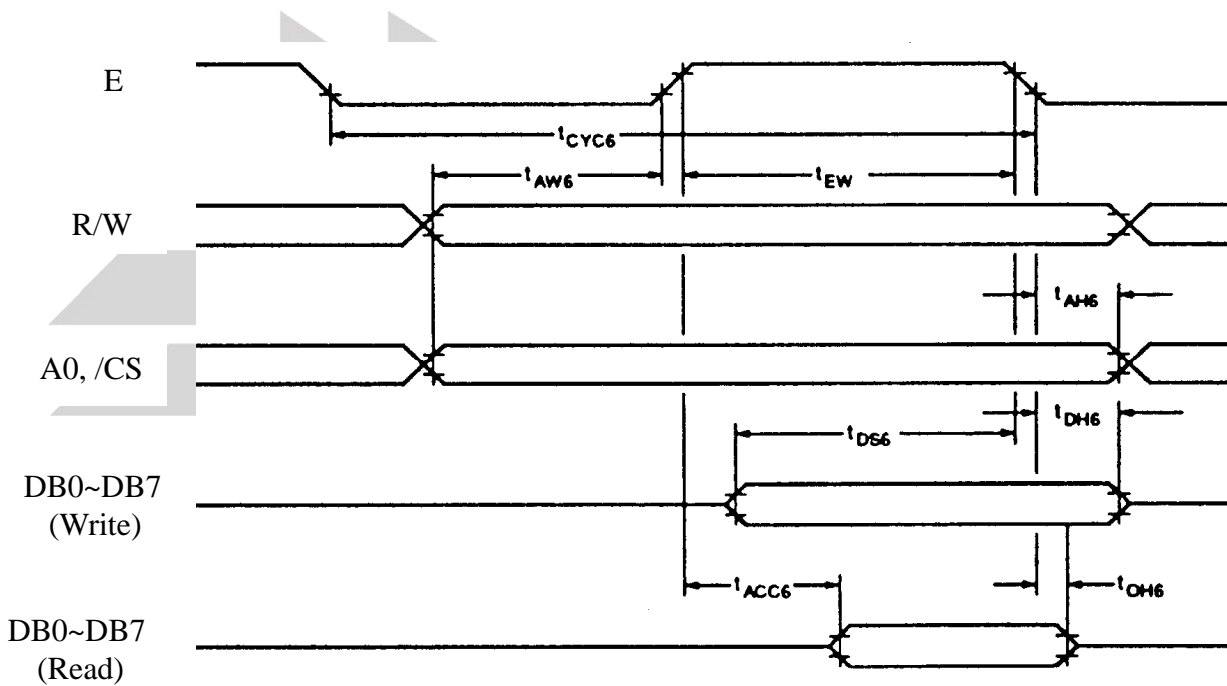 E
tCYC6
tAW6
tEW
R/W
tAH6
A0, /CS
tDH6
tDS6
DB0~DB7
(Write)
tACC6
tOH6
DB0~DB7
(Read)